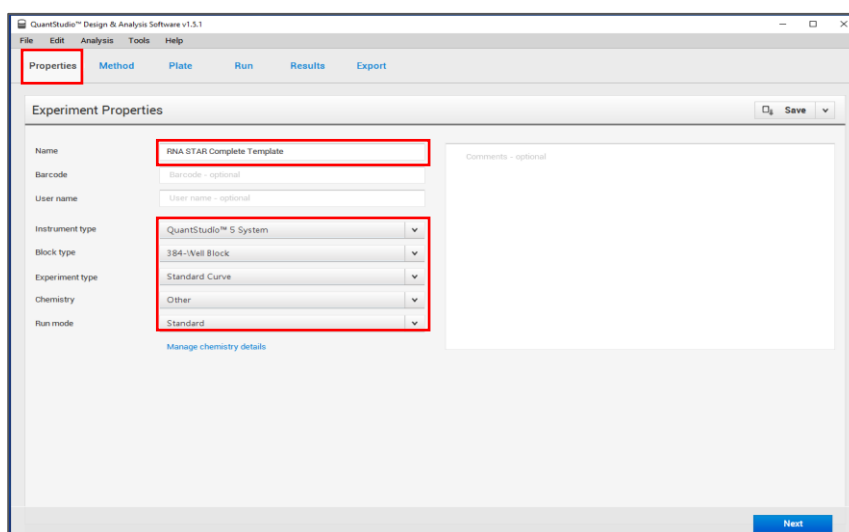 QuantStudio™ Design & Analysis Software v1.5.1
File Edit Analysis Tools Help
Properties Method Plate Run Results Export
Experiment Properties
Save
Name RNA STAR Complete Template
Comments - optional
Barcode Barcode - optional
User name User name - optional
Instrument type QuantStudio™ 5 System
Block type 384-Well Block
Experiment type Standard Curve
Chemistry Other
Run mode Standard
Manage chemistry details
Next